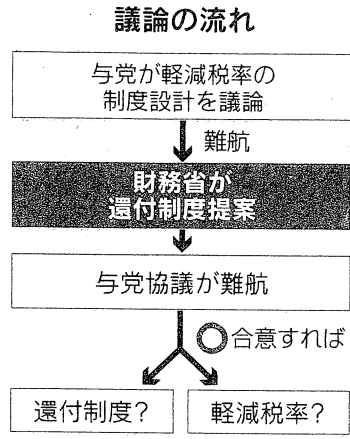 議論の流れ
与党が軽減税率の
制度設計を議論
難航
財務省が
還付制度提案
与党協議が難航
○合意すれば
還付制度?
軽減税率?